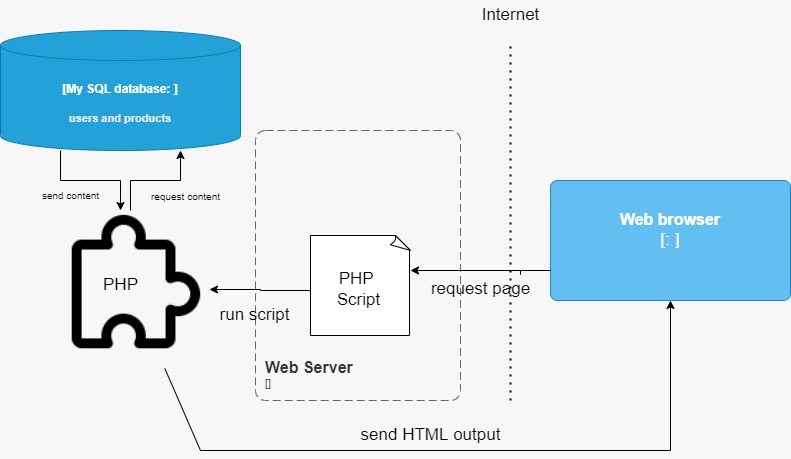 Internet
[My SQL database: ]
users and products
send content
request content
Web browser
[: ]
PHP
PHP
Script
request page
run script
Web Server
[]
send HTML output